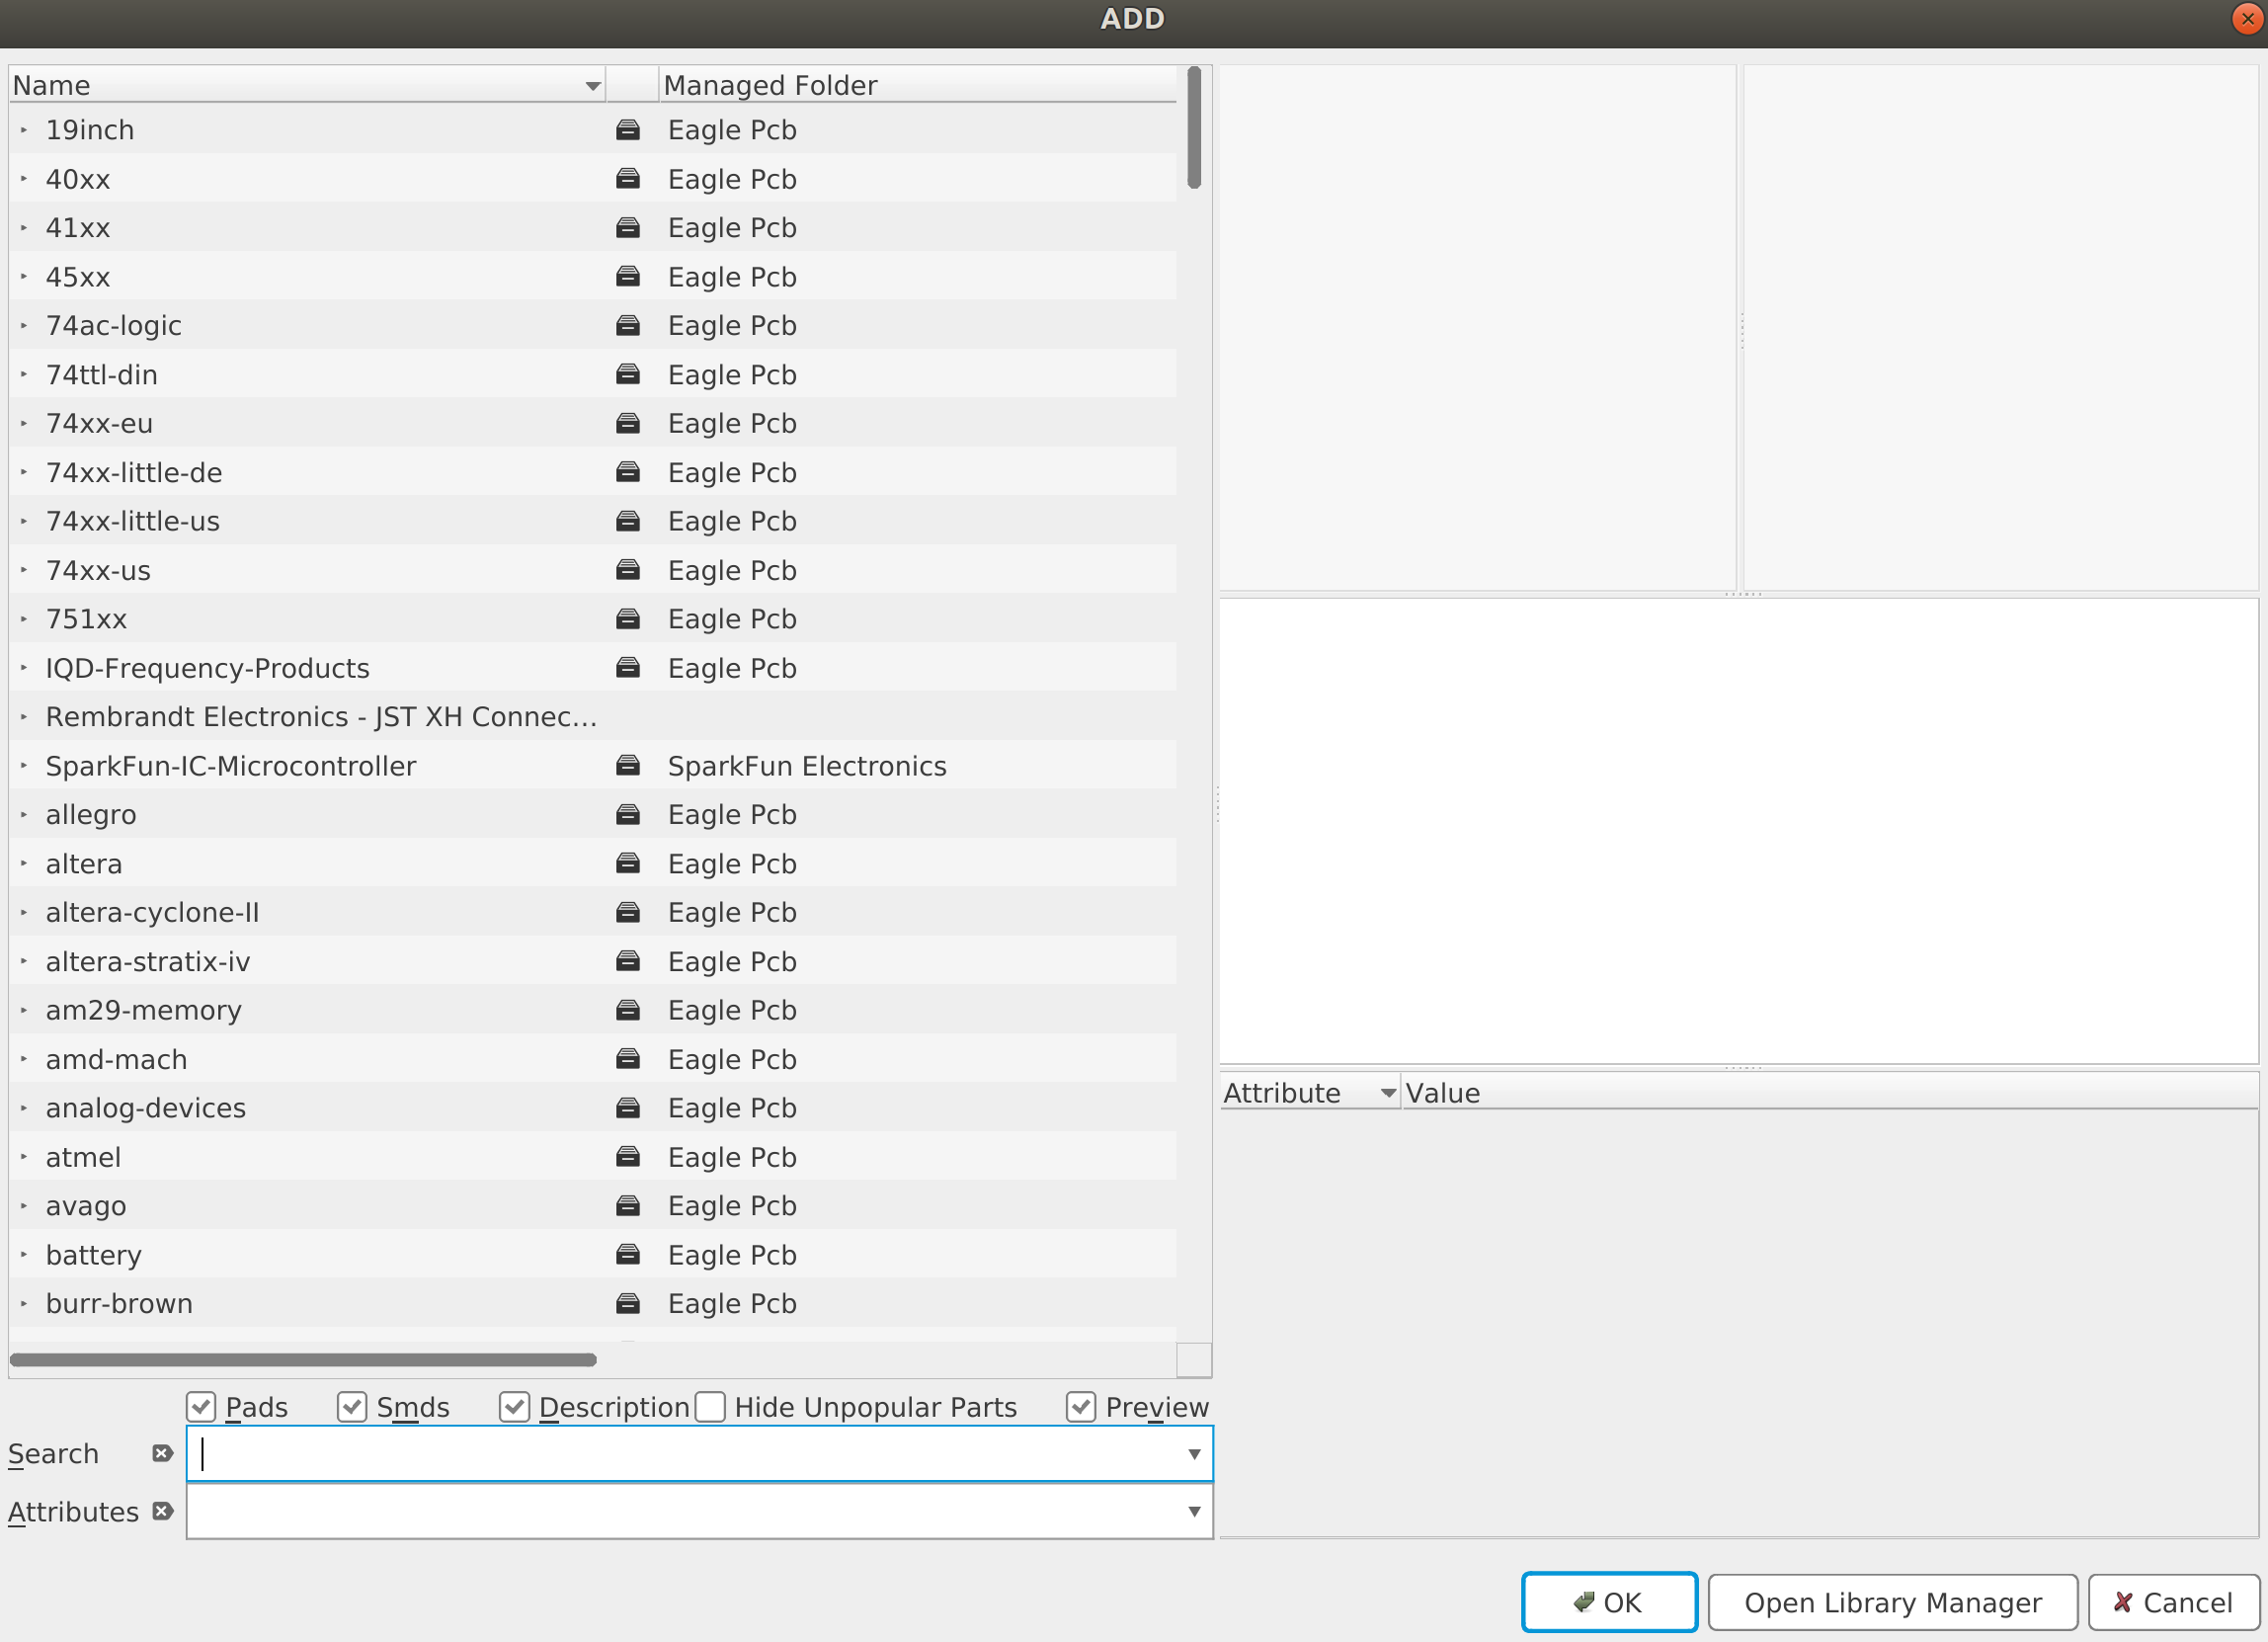 ADD
Name Managed Folder
19inch Eagle Pcb
40xx Eagle Pcb
41xx Eagle Pcb
45xx Eagle Pcb
74ac-logic Eagle Pcb
74ttl-din Eagle Pcb
74xx-eu Eagle Pcb
74xx-little-de Eagle Pcb
74xx-little-us Eagle Pcb
74xx-us Eagle Pcb
751xx Eagle Pcb
IQD-Frequency-Products Eagle Pcb
Rembrandt Electronics - JST XH Connec...
SparkFun-IC-Microcontroller SparkFun Electronics
allegro Eagle Pcb
altera Eagle Pcb
altera-cyclone-II Eagle Pcb
altera-stratix-iv Eagle Pcb
am29-memory Eagle Pcb
amd-mach Eagle Pcb
analog-devices Eagle Pcb
atmel Eagle Pcb
avago Eagle Pcb
battery Eagle Pcb
burr-brown Eagle Pcb
Pads Smds Description Hide Unpopular Parts Preview
Search
Attributes
Attribute Value
OK Open Library Manager Cancel